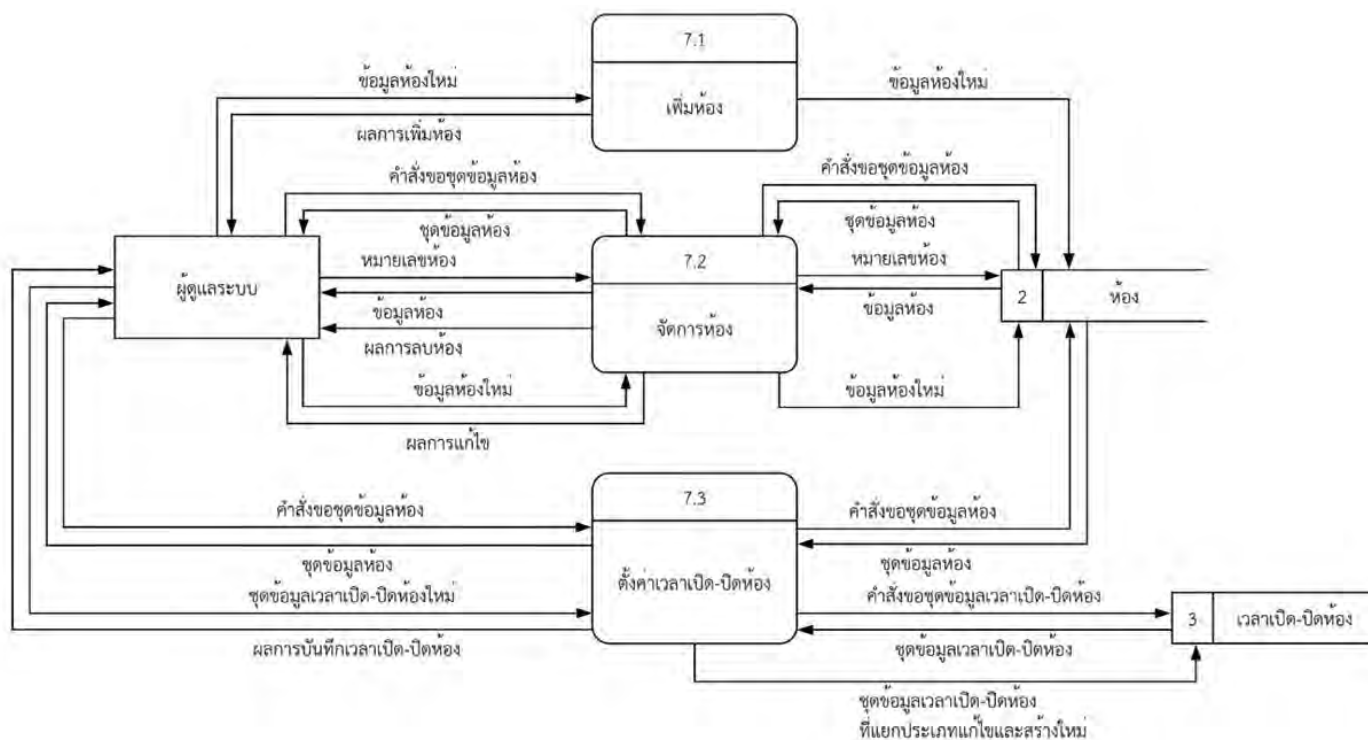 7.1
ข้อมูลห้องใหม่
ข้อมูลห้องใหม่
เพิ่มห้อง
ผลการเพิ่มห้อง
คำสั่งขอชุดข้อมูลห้อง
คำสั่งขอชุดข้อมูลห้อง
ชุดข้อมูลห้อง
ชุดข้อมูลห้อง
หมายเลขห้อง
7.2
หมายเลขห้อง
ผู้ดูแลระบบ
2
ห้อง
ข้อมูลห้อง
จัดการห้อง
ข้อมูลห้อง
ผลการลบห้อง
ข้อมูลห้องใหม่
ข้อมูลห้องใหม่
ผลการแก้ไข
7.3
คำสั่งขอชุดข้อมูลห้อง
คำสั่งขอชุดข้อมูลห้อง
ชุดข้อมูลห้อง
ชุดข้อมูลห้อง
ตั้งค่าเวลาเปิด-ปิดห้อง
ชุดข้อมูลเวลาเปิด-ปิดห้องใหม่
คำสั่งขอชุดข้อมูลเวลาเปิด-ปิดห้อง
3
เวลาเปิด-ปิดห้อง
ผลการบันทึกเวลาเปิด-ปิดห้อง
ชุดข้อมูลเวลาเปิด-ปิดห้อง
ชุดข้อมูลเวลาเปิด-ปิดห้อง
ที่แยกประเภทแก้ไขและสร้างใหม่